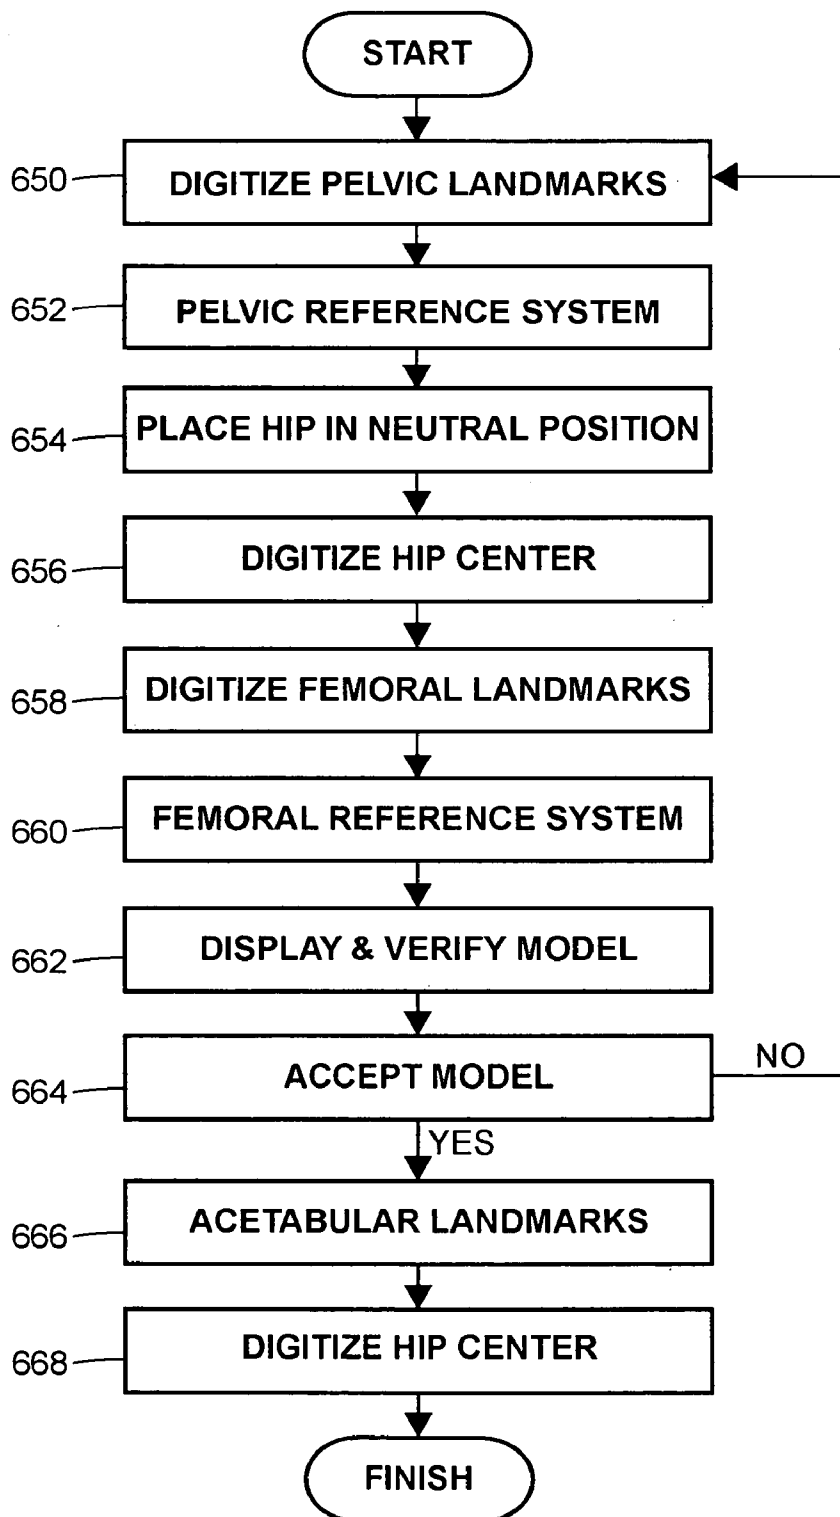 START
650 DIGITIZE PELVIC LANDMARKS
652 PELVIC REFERENCE SYSTEM
654 PLACE HIP IN NEUTRAL POSITION
656 DIGITIZE HIP CENTER
658 DIGITIZE FEMORAL LANDMARKS
660 FEMORAL REFERENCE SYSTEM
662 DISPLAY & VERIFY MODEL
664 ACCEPT MODEL NO
YES
666 ACETABULAR LANDMARKS
668 DIGITIZE HIP CENTER
FINISH